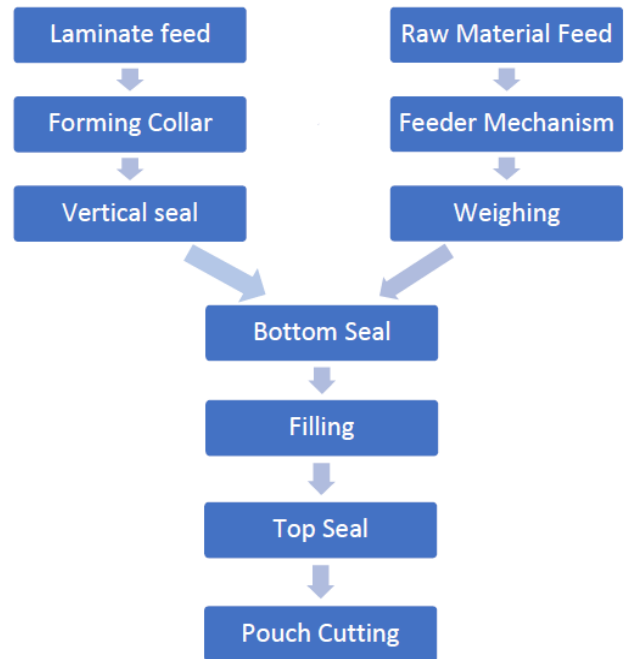 Laminate feed
Raw Material Feed
Forming Collar
Feeder Mechanism
Vertical seal
Weighing
Bottom Seal
Filling
Top Seal
Pouch Cutting